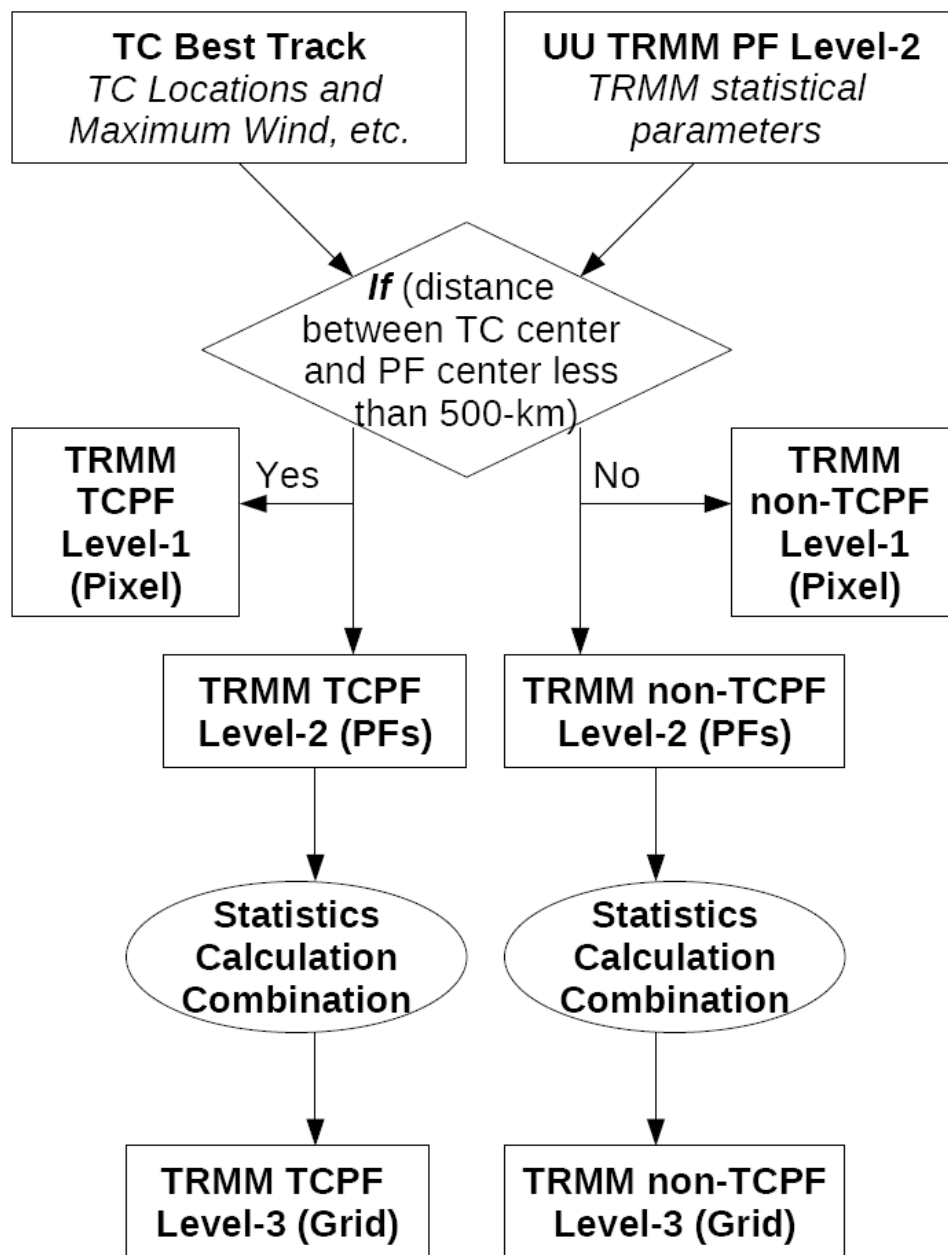 TC Best Track
TC Locations and
Maximum Wind, etc.
UU TRMM PF Level-2
TRMM statistical
parameters
If (distance
between TC center
and PF center less
than 500-km)
TRMM
TCPF
Level-1
(Pixel)
Yes
No
TRMM
non-TCPF
Level-1
(Pixel)
TRMM TCPF
Level-2 (PFs)
TRMM non-TCPF
Level-2 (PFs)
Statistics
Calculation
Combination
Statistics
Calculation
Combination
TRMM TCPF
Level-3 (Grid)
TRMM non-TCPF
Level-3 (Grid)